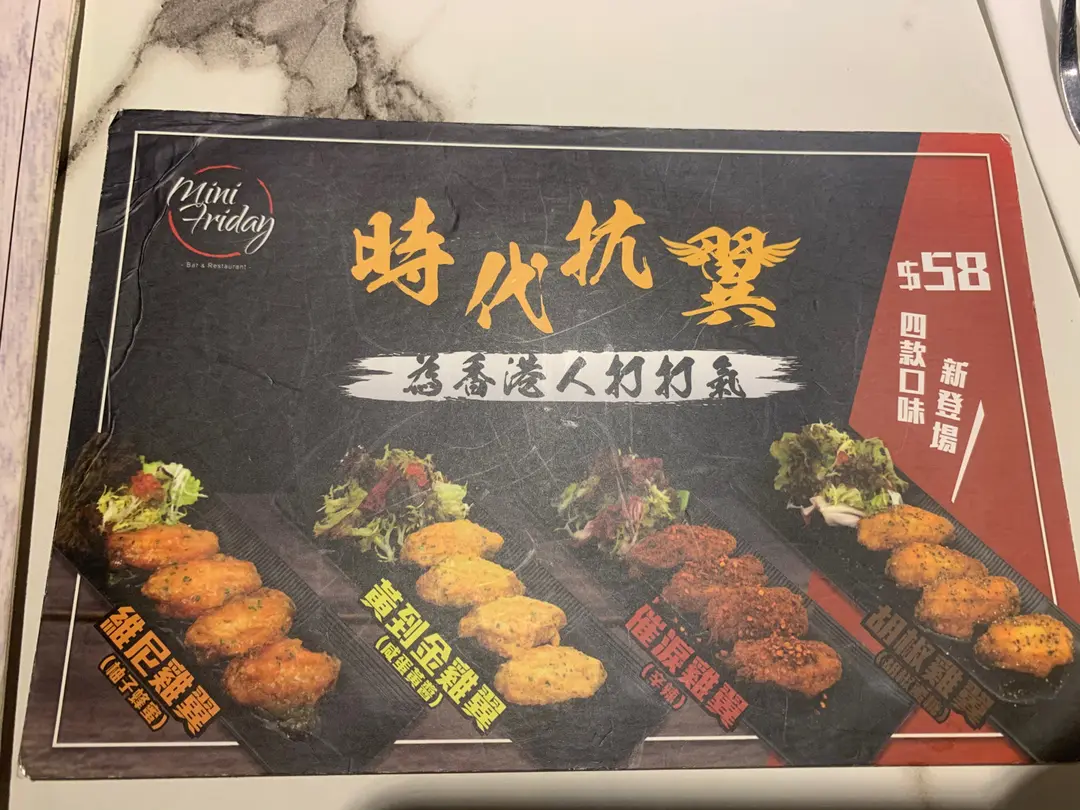 Mini
Friday
- Bar & Restaurant -
時代抗翼
為香港人打打氣
$58
新登場
四款口味
維尼雞翼
(柚子蜂蜜)
黃到金雞翼
(咸蛋黃醬)
催淚雞翼
(辛辣)
胡椒雞翼